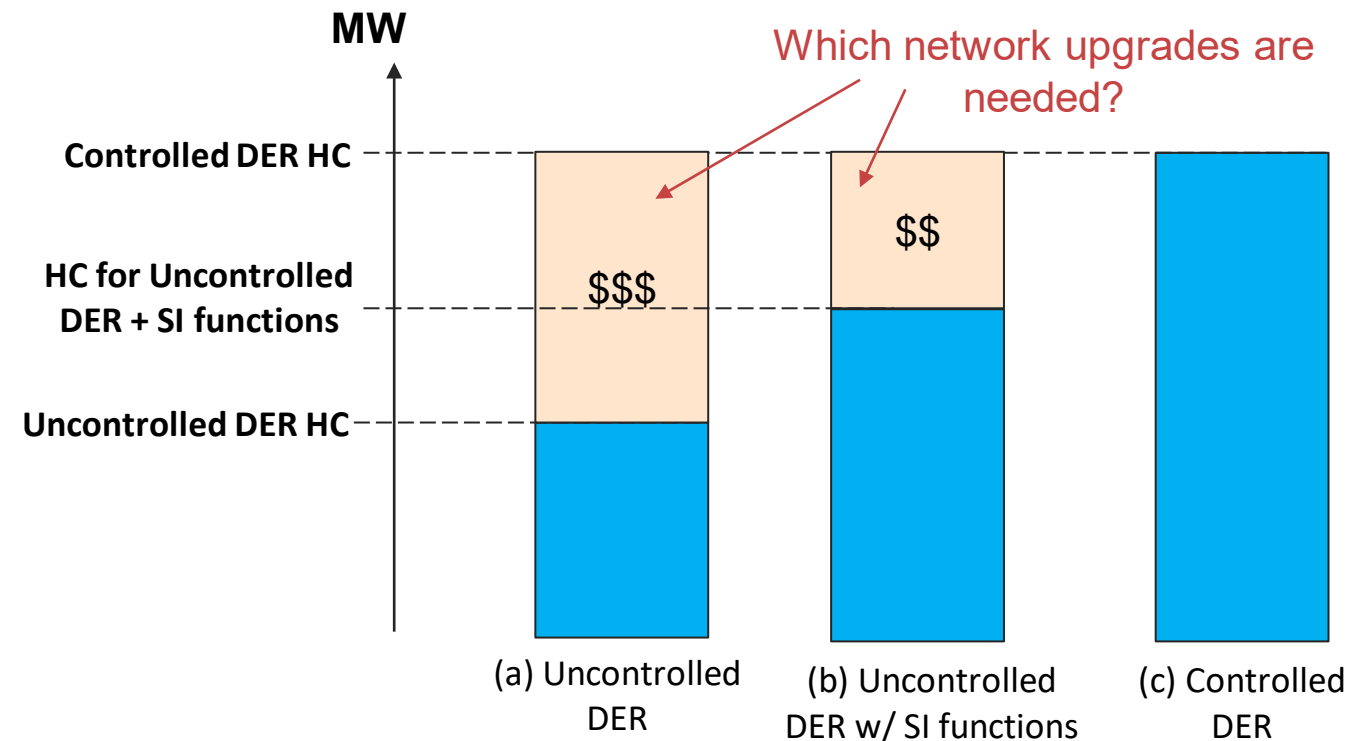 MW
Which network upgrades are
needed?
Controlled DER HC
$$
HC for Uncontrolled
DER + SI functions
$$$
Uncontrolled DER HC
(a) Uncontrolled
DER
(b) Uncontrolled
DER w/ SI functions
(c) Controlled
DER